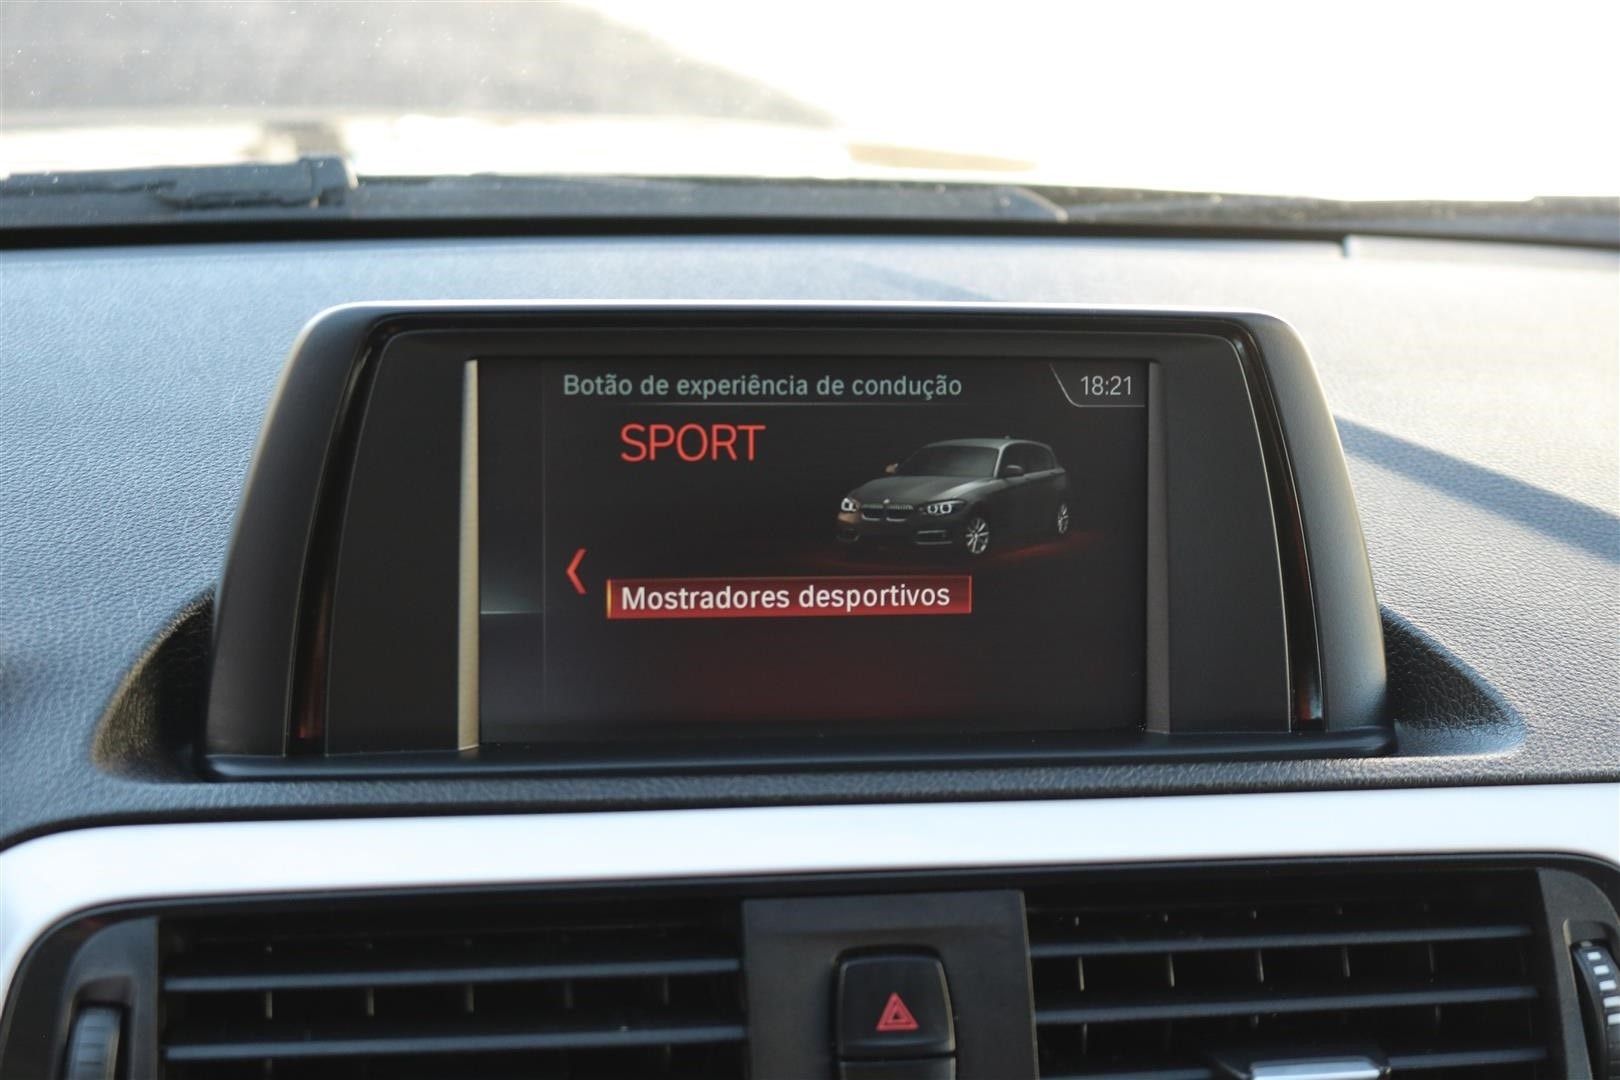 Botão de experiência de condução
18:21
SPORT
Mostradores desportivos